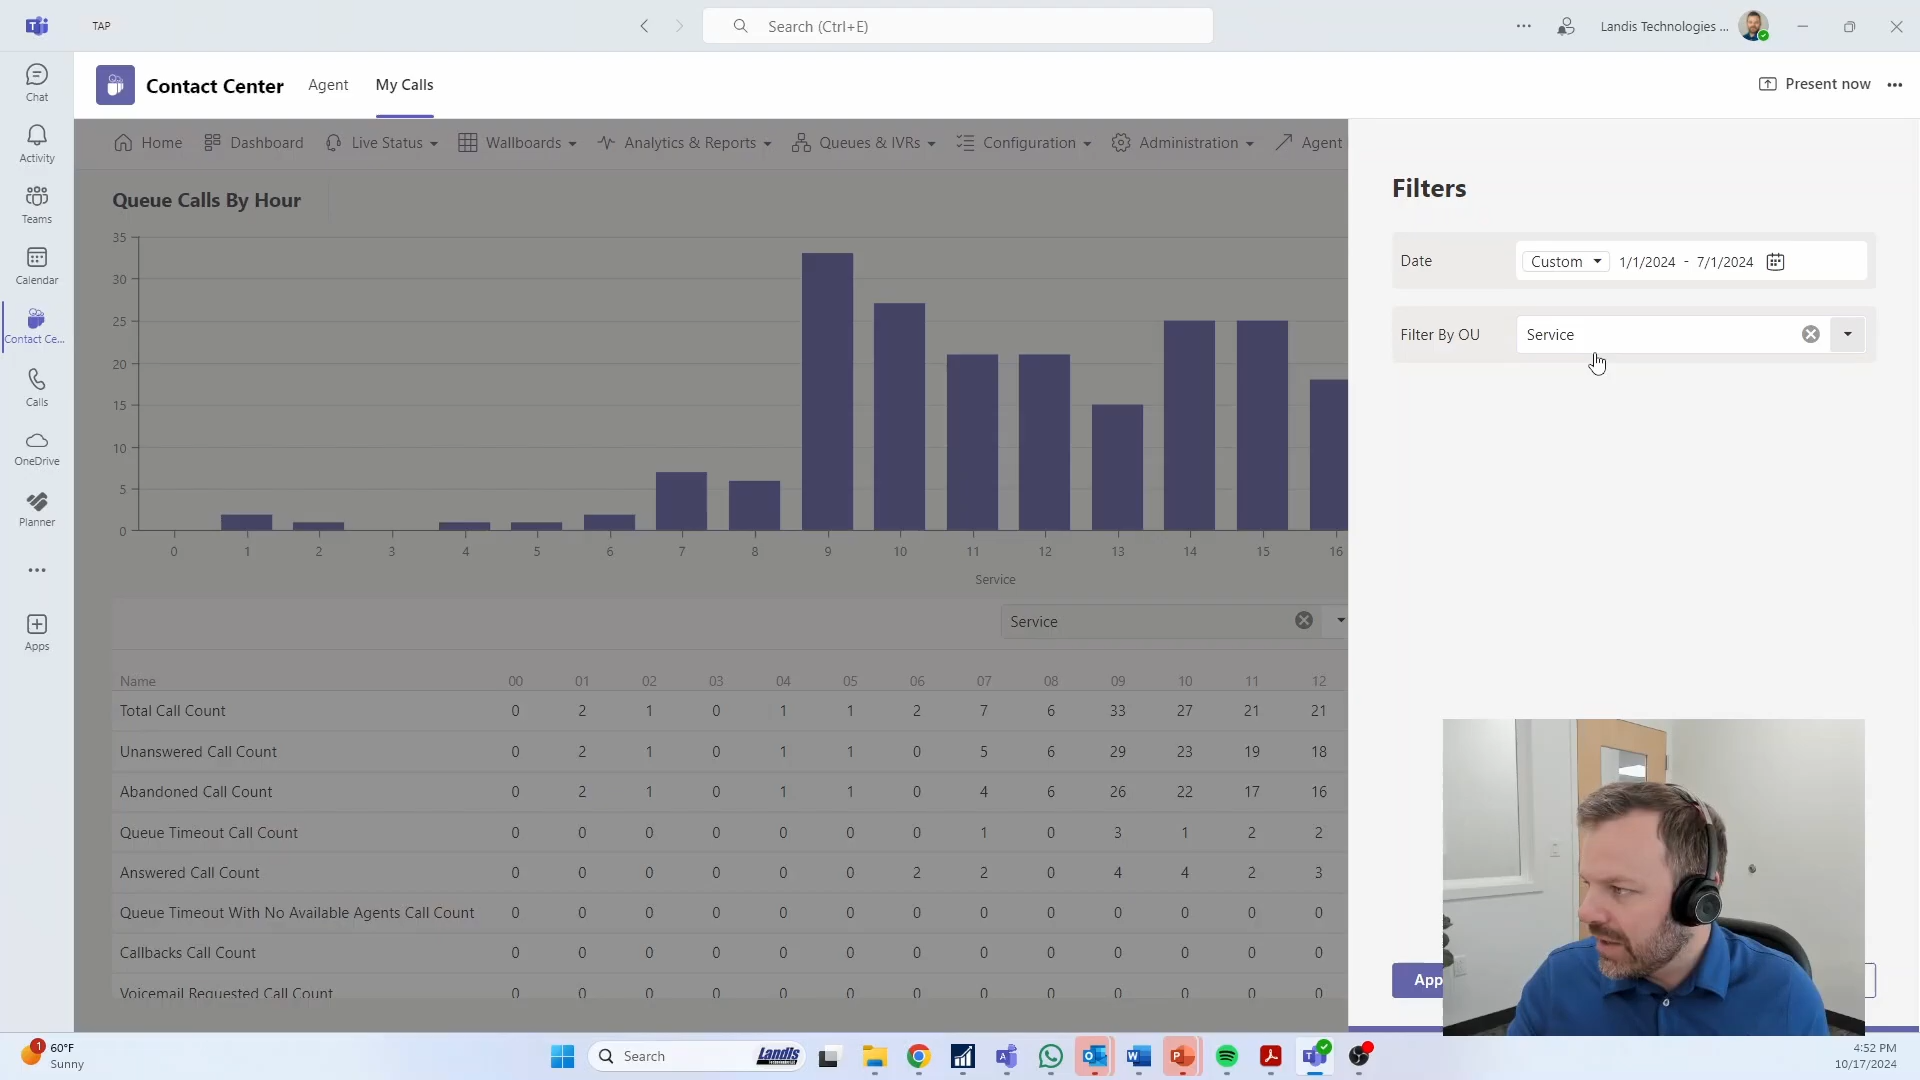 TAP
Search (Ctrl+E)
Landis Technologies ...
Chat
Activity
Teams
Calendar
Contact Ce...
Calls
OneDrive
Planner
Apps
Contact Center
Agent
My Calls
Present now
Home
Dashboard
Live Status
Wallboards
Analytics & Reports
Queues & IVRs
Configuration
Administration
Agent
Queue Calls By Hour
35
30
25
20
15
10
5
0
0 1 2 3 4 5 6 7 8 9 10 11 12 13 14 15 16
Service
Service
Name 00 01 02 03 04 05 06 07 08 09 10 11 12
Total Call Count 0 2 1 0 1 1 2 7 6 33 27 21 21
Unanswered Call Count 0 2 1 0 1 1 0 5 6 29 23 19 18
Abandoned Call Count 0 2 1 0 1 1 0 4 6 26 22 17 16
Queue Timeout Call Count 0 0 0 0 0 0 0 1 0 3 1 2 2
Answered Call Count 0 0 0 0 0 0 2 2 0 4 4 2 3
Queue Timeout With No Available Agents Call Count 0 0 0 0 0 0 0 0 0 0 0 0 0
Callbacks Call Count 0 0 0 0 0 0 0 0 0 0 0 0 0
Voicemail Requested Call Count 0 0 0 0 0 0 0 0 0 0 0 0 0
Filters
Date Custom 1/1/2024 - 7/1/2024
Filter By OU Service
App
1
60°F
Sunny
Search
Landis
4:52 PM
10/17/2024